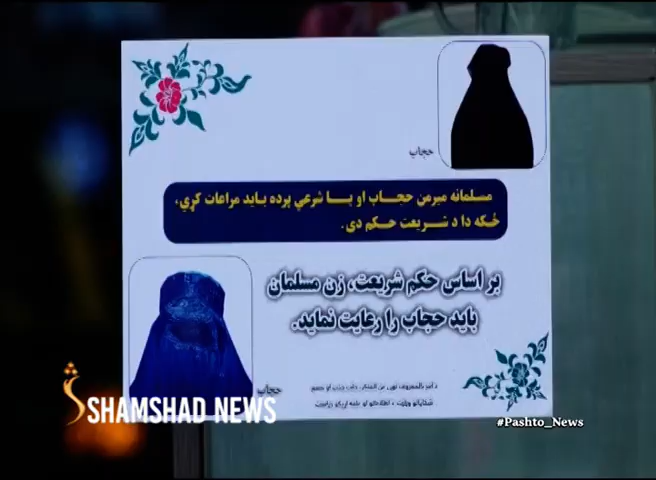 حجاب
مسلمانه میرمن حجاب او یا شرعي پرده باید مراعات کړي،
ځکه دا د شریعت حکم دی.
بر اساس حکم شریعت، زن مسلمان
باید حجاب را رعایت نماید.
حجاب
SHAMSHAD NEWS
#Pashto_News